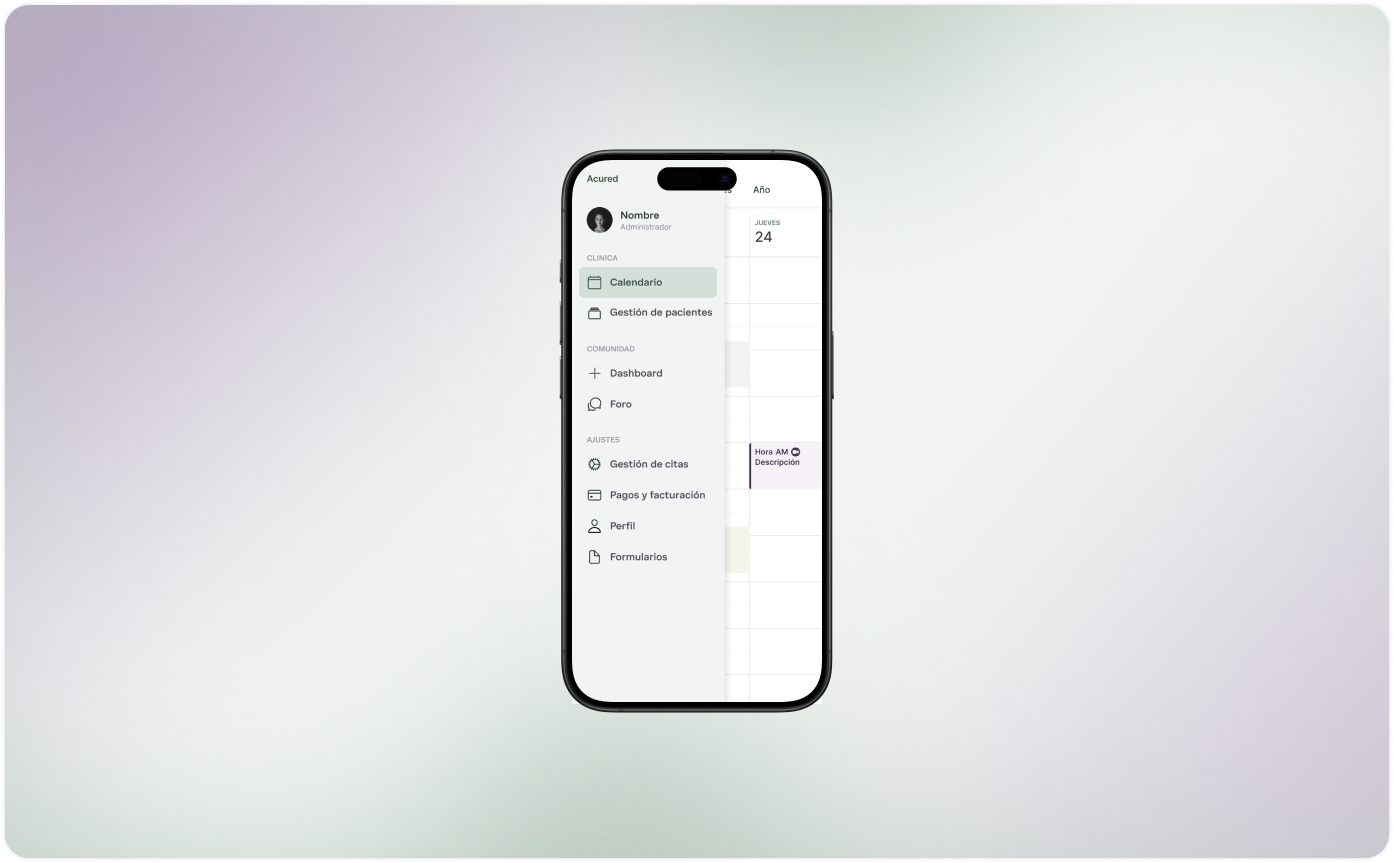 Acured
Año
Nombre
Administrador
JUEVES
24
CLINICA
Calendario
Gestión de pacientes
COMUNIDAD
Dashboard
Foro
AJUSTES
Gestión de citas
Pagos y facturación
Perfil
Formularios
Hora AM
Descripción